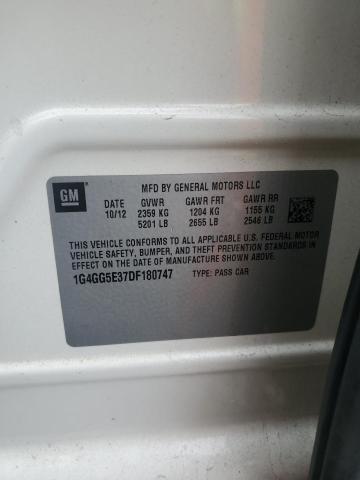 GM
MFD BY GENERAL MOTORS LLC
DATE GVWR GAWR FRT GAWR RR
10/12 2359 KG 1204 KG 1155 KG
5201 LB 2655 LB 2546 LB
THIS VEHICLE CONFORMS TO ALL APPLICABLE U.S. FEDERAL MOTOR
VEHICLE SAFETY, BUMPER, AND THEFT PREVENTION STANDARDS IN
EFFECT ON THE DATE OF MANUFACTURE SHOWN ABOVE.
1G4GG5E37DF180747 TYPE: PASS CAR